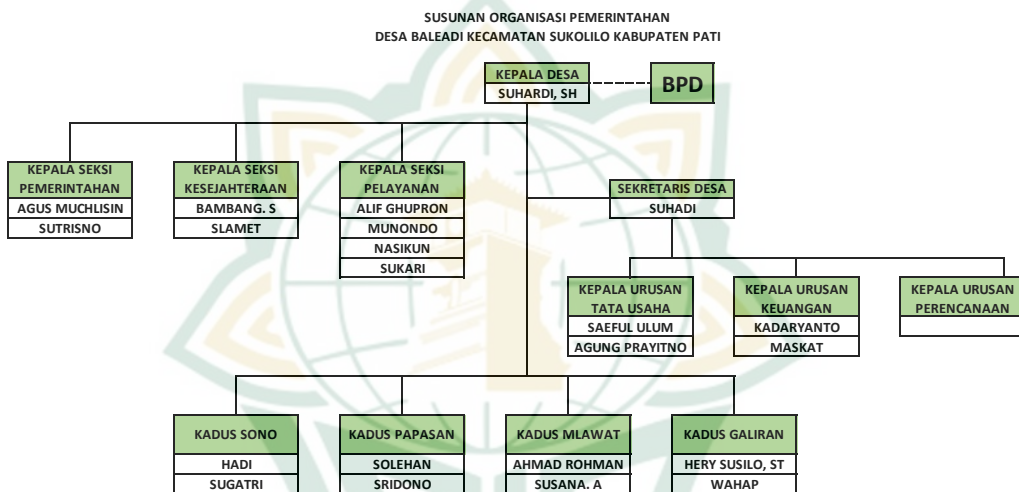 SUSUNAN ORGANISASI PEMERINTAHAN
DESA BALEADI KECAMATAN SUKOLILO KABUPATEN PATI
KEPALA DESA
SUHARDI, SH
BPD
KEPALA SEKSI
PEMERINTAHAN
AGUS MUCHLISIN
SUTRISNO
KEPALA SEKSI
KESEJAHTERAAN
BAMBANG. S
SLAMET
KEPALA SEKSI
PELAYANAN
ALIF GHUPRON
MUNONDO
NASIKUN
SUKARI
SEKRETARIS DESA
SUHADI
KEPALA URUSAN
TATA USAHA
SAEFUL ULUM
AGUNG PRAYITNO
KEPALA URUSAN
KEUANGAN
KADARYANTO
MASKAT
KEPALA URUSAN
PERENCANAAN
KADUS SONO
HADI
SUGATRI
KADUS PAPASAN
SOLEHAN
SRIDONO
KADUS MLAWAT
AHMAD ROHMAN
SUSANA. A
KADUS GALIRAN
HERY SUSILO, ST
WAHAP